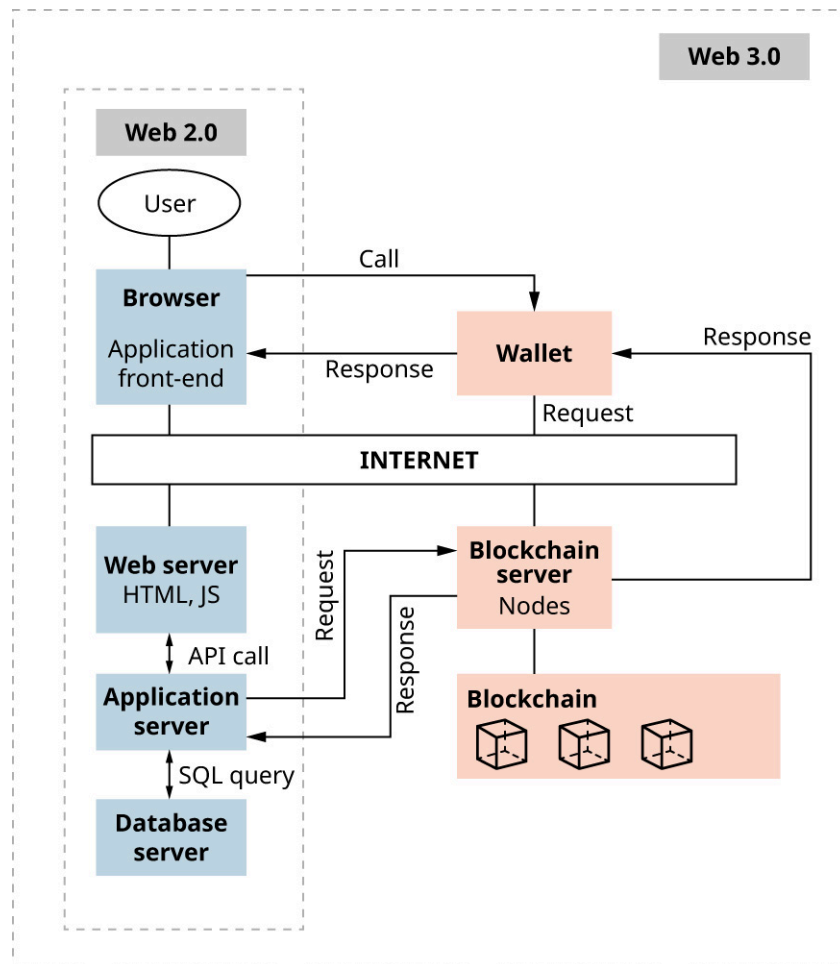 Web 3.0
Web 2.0
User
Call
Browser
Application
front-end
Response
Wallet
Response
Request
INTERNET
Web server
HTML, JS
Request
Blockchain
server
Nodes
Response
API call
Application
server
Blockchain
SQL query
Database
server